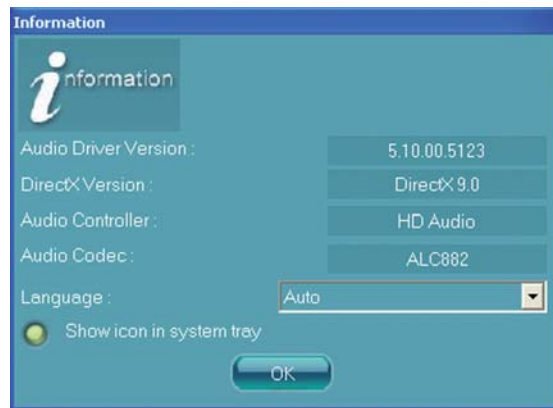 Information
information
Audio Driver Version : 5.10.00.5123
DirectX Version : DirectX 9.0
Audio Controller : HD Audio
Audio Codec : ALC882
Language : Auto
Show icon in system tray
OK